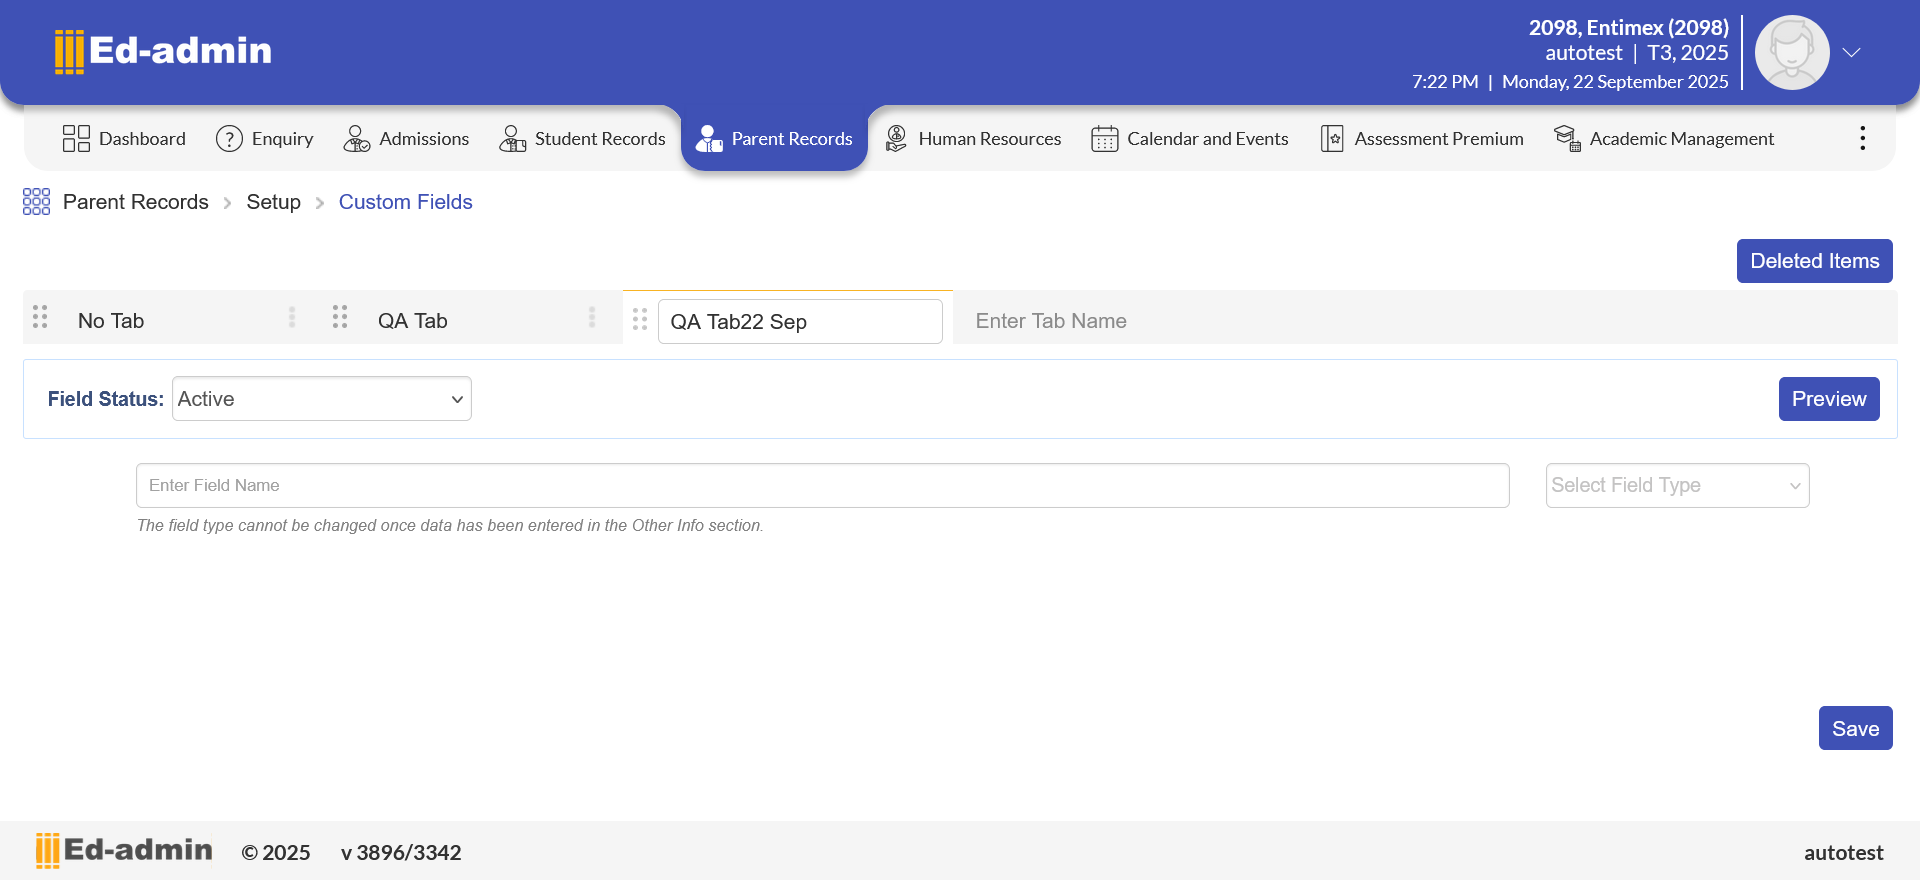 Ed-admin
2098, Entimex (2098)
autotest | T3, 2025
7:22 PM | Monday, 22 September 2025
Dashboard
Enquiry
Admissions
Student Records
Parent Records
Human Resources
Calendar and Events
Assessment Premium
Academic Management
Parent Records > Setup > Custom Fields
Deleted Items
No Tab
QA Tab
QA Tab22 Sep
Enter Tab Name
Field Status: Active
Preview
Enter Field Name
Select Field Type
The field type cannot be changed once data has been entered in the Other Info section.
Save
Ed-admin © 2025 v 3896/3342
autotest